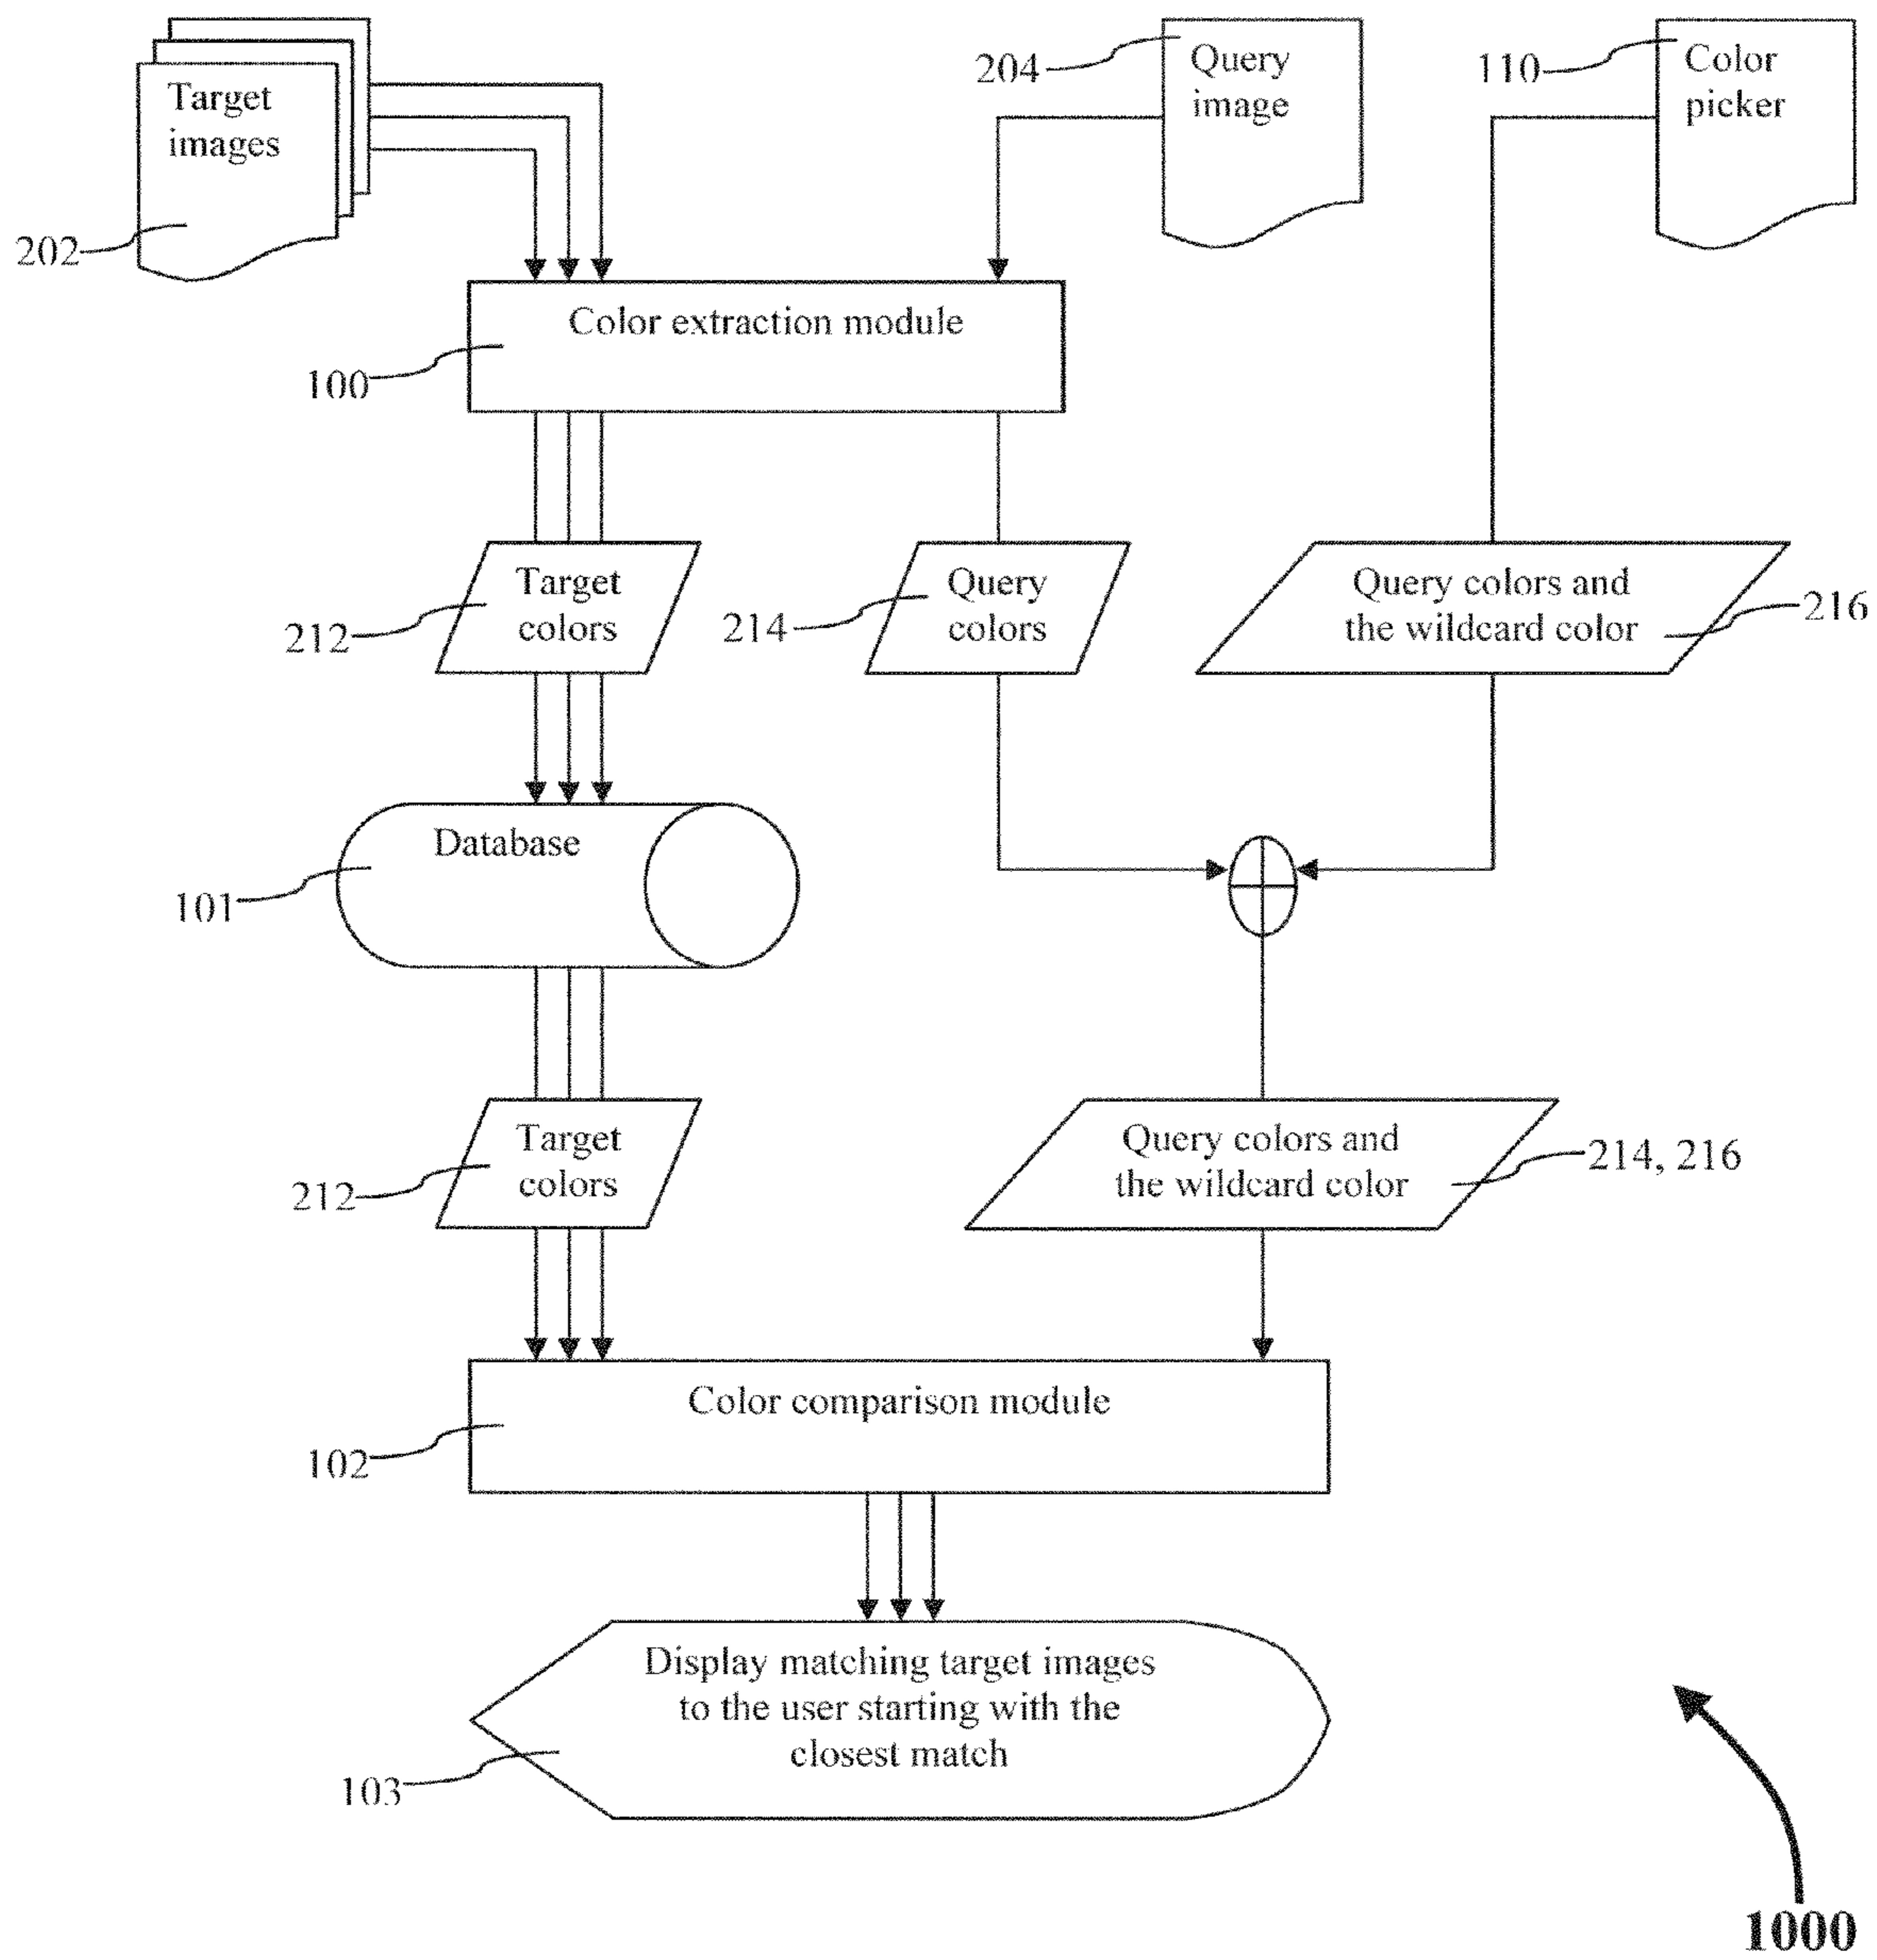 Target
images
202
204
Query
image
110
Color
picker
Color extraction module
100
Target
colors
212
Query
colors
214
Query colors and
the wildcard color
216
Database
101
Target
colors
212
Query colors and
the wildcard color
214, 216
Color comparison module
102
Display matching target images
to the user starting with the
closest match
103
1000